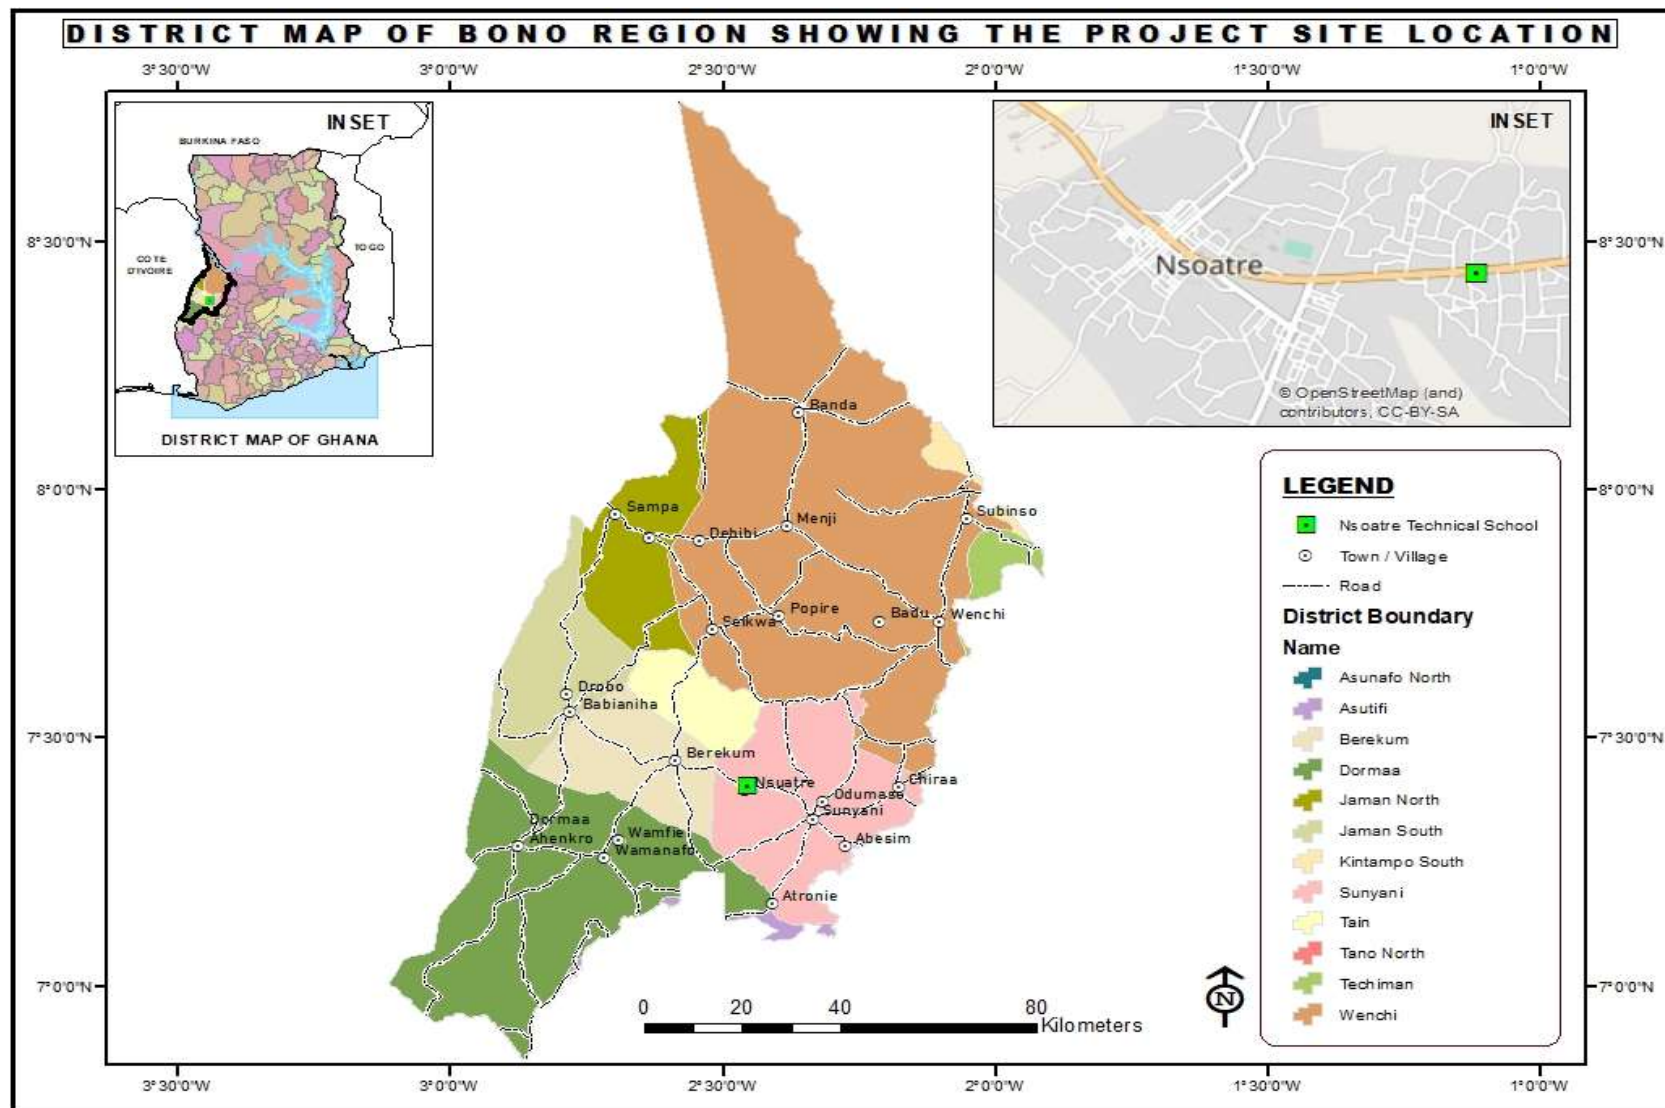 DISTRICT MAP OF BONO REGION SHOWING THE PROJECT SITE LOCATION
3°30'0"W 3°0'0"W 2°30'0"W 2°0'0"W 1°30'0"W 1°0'0"W
INSET
BURKINA FASO
COTE
D'IVOIRE
TOGO
DISTRICT MAP OF GHANA
INSET
Nsoatre
© OpenStreetMap (and)
contributors, CC-BY-SA
8°30'0"N 8°30'0"N
8°0'0"N 8°0'0"N
7°30'0"N 7°30'0"N
7°0'0"N 7°0'0"N
Banda
Sampa
Debibi
Menji
Subinso
Seikwa
Popire
Badu
Wenchi
Drobo
Babianiha
Berekum
Nsuatre
Chiraa
Odumase
Sunyani
Abesim
Dormaa
Ahenkro
Wamfie
Wamanafo
Atronie
LEGEND
Nsoatre Technical School
Town / Village
Road
District Boundary
Name
Asunafo North
Asutifi
Berekum
Dormaa
Jaman North
Jaman South
Kintampo South
Sunyani
Tain
Tano North
Techiman
Wenchi
N
0 20 40 80
Kilometers
3°30'0"W 3°0'0"W 2°30'0"W 2°0'0"W 1°30'0"W 1°0'0"W